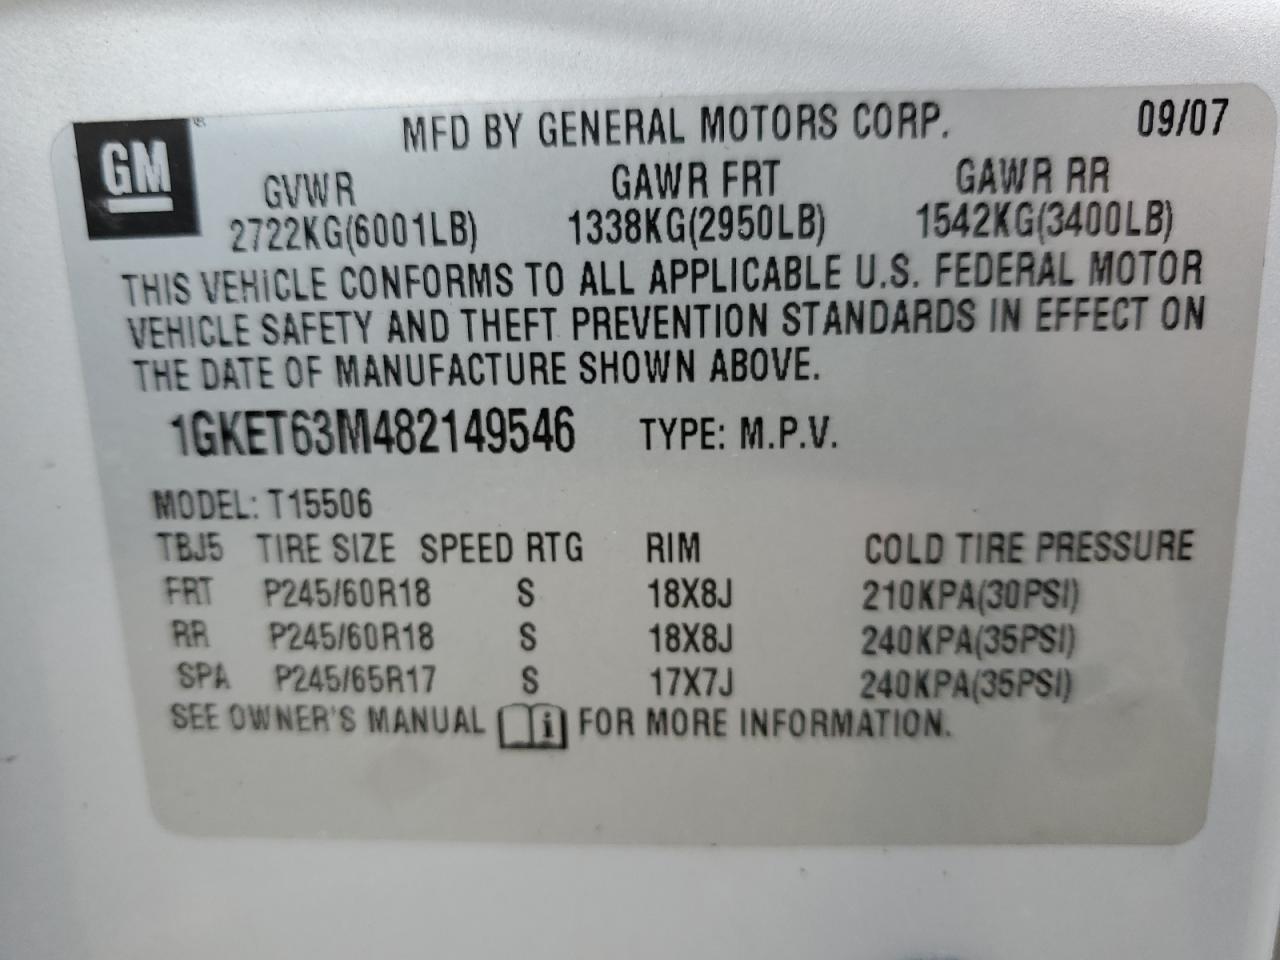 GM®
MFD BY GENERAL MOTORS CORP. 09/07
GVWR GAWR FRT GAWR RR
2722KG(6001LB) 1338KG(2950LB) 1542KG(3400LB)
THIS VEHICLE CONFORMS TO ALL APPLICABLE U.S. FEDERAL MOTOR
VEHICLE SAFETY AND THEFT PREVENTION STANDARDS IN EFFECT ON
THE DATE OF MANUFACTURE SHOWN ABOVE.
1GKET63M482149546 TYPE: M.P.V.
MODEL: T15506
TBJ5 TIRE SIZE SPEED RTG RIM COLD TIRE PRESSURE
FRT P245/60R18 S 18X8J 210KPA(30PSI)
RR P245/60R18 S 18X8J 240KPA(35PSI)
SPA P245/65R17 S 17X7J 240KPA(35PSI)
SEE OWNER'S MANUAL i FOR MORE INFORMATION.